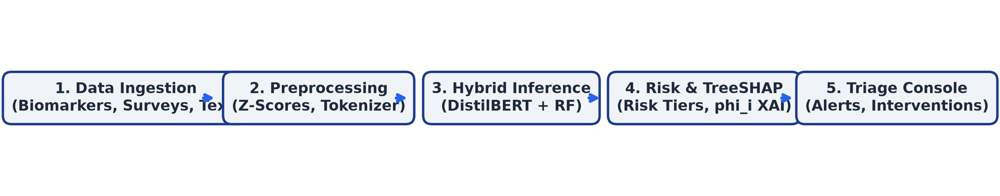 1. Data Ingestion
(Biomarkers, Surveys, Tex
2. Preprocessing
(Z-Scores, Tokenizer)
3. Hybrid Inference
(DistilBERT + RF)
4. Risk & TreeSHAP
(Risk Tiers, phi_i XAI)
5. Triage Console
(Alerts, Interventions)